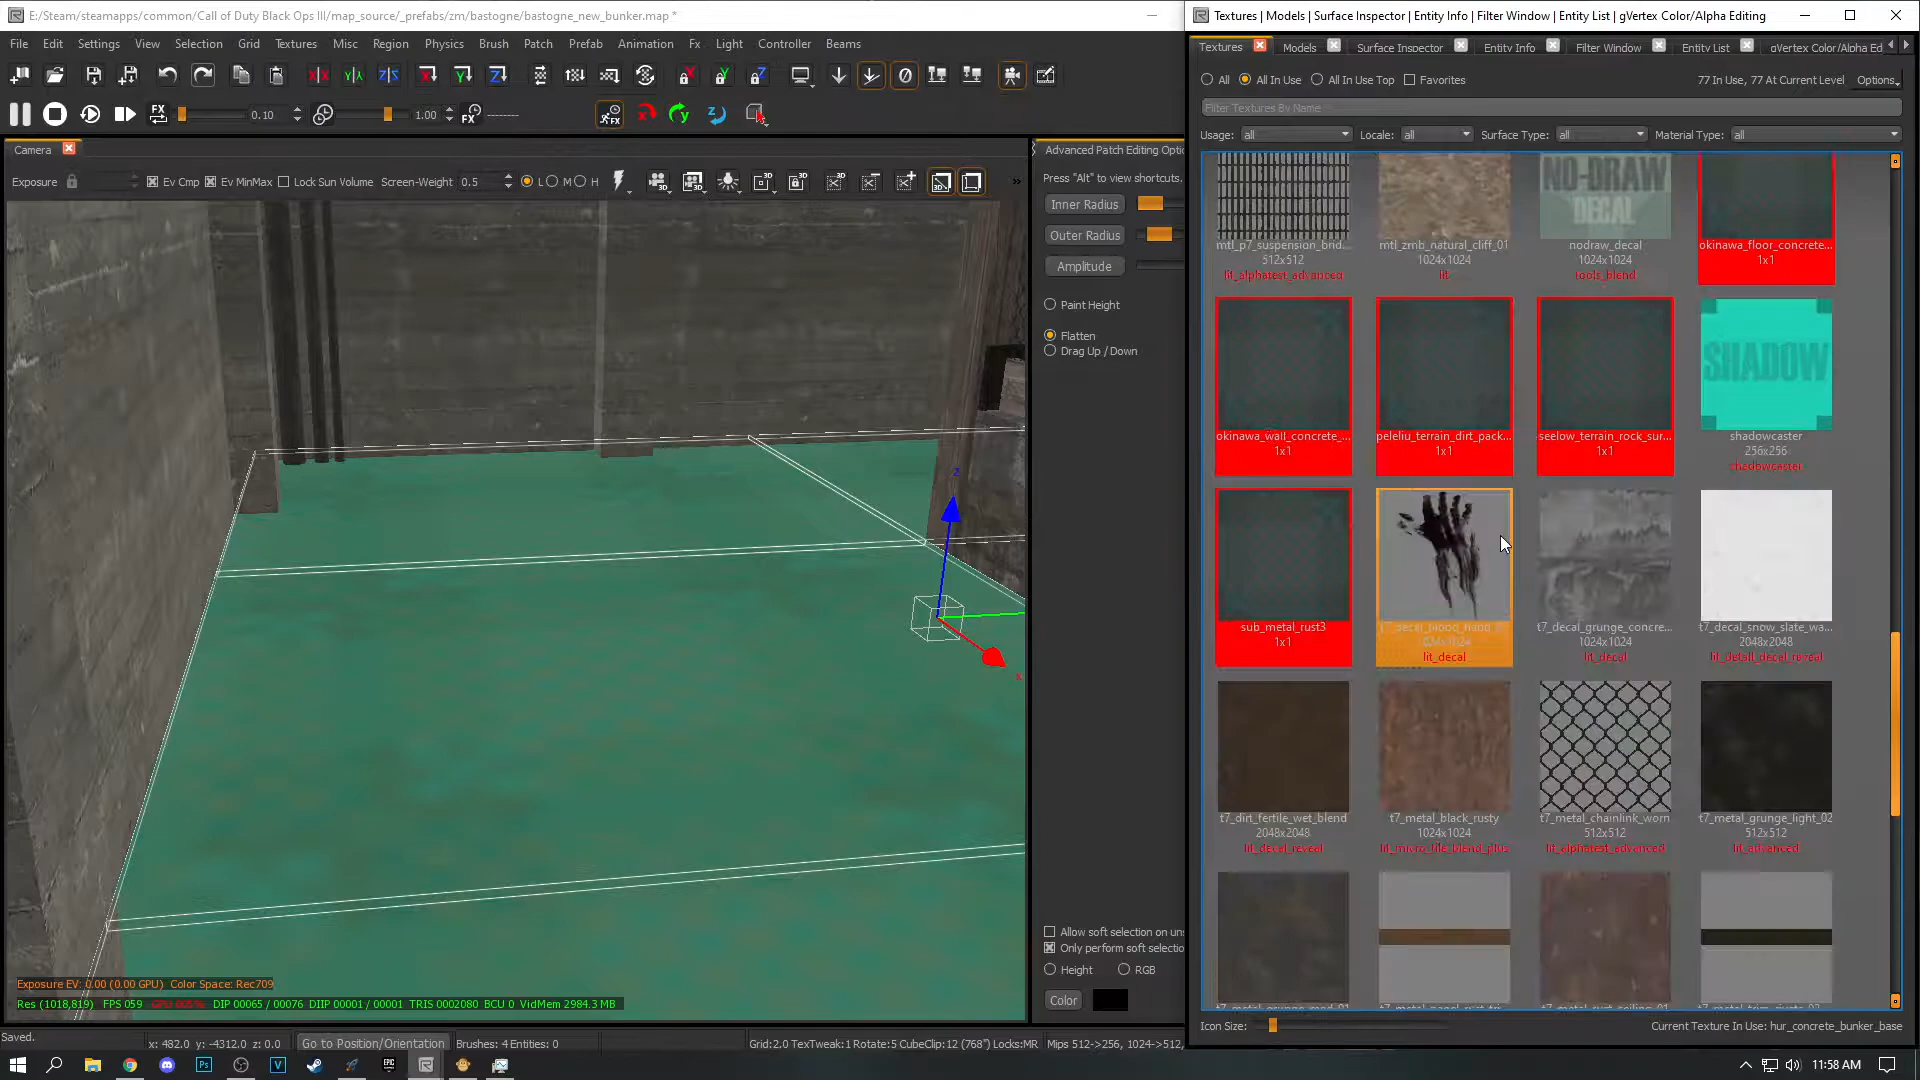 E:/Steam/steamapps/common/Call of Duty Black Ops III/map_source/_prefabs/zm/bastogne/bastogne_new_bunker.map *
Textures | Models | Surface Inspector | Entity Info | Filter Window | Entity List | gVertex Color/Alpha Editing
File Edit Settings View Selection Grid Textures Misc Region Physics Brush Patch Prefab Animation Fx Light Controller Beams
Textures Models Surface Inspector Entity Info Filter Window Entity List gVertex Color/Alpha Ed
All All In Use All In Use Top Favorites 77 In Use, 77 At Current Level Options..
Filter Textures By Name
FX 0.10 1.00 FX --------
Usage: all Locale: all Surface Type: all Material Type: all
Camera
Advanced Patch Editing Optio
Exposure Ev Cmp Ev MinMax Lock Sun Volume Screen-Weight 0.5 L M H
Press "Alt" to view shortcuts.
Inner Radius
Outer Radius
Amplitude
Paint Height
Flatten
Drag Up / Down
NO-DRAW
DECAL
mtl_p7_suspension_brid... mtl_zmb_natural_cliff_01 nodraw_decal okinawa_floor_concrete...
512x512 1024x1024 1024x1024 1x1
lit_alphatest_advanced lit tools_blend
SHADOW
okinawa_wall_concrete_... peleliu_terrain_dirt_pack... seelow_terrain_rock_sur... shadowcaster
1x1 1x1 1x1 256x256
shadowcaster
sub_metal_rust3 t7_decal_blood_hand t7_decal_grunge_concre... t7_decal_snow_slate_wa...
1x1 1024x1024 1024x1024 2048x2048
lit_decal lit_decal lit_detail_decal_reveal
t7_dirt_fertile_wet_blend t7_metal_black_rusty t7_metal_chainlink_worn t7_metal_grunge_light_02
2048x2048 1024x1024 512x512 512x512
lit_decal_reveal lit_micro_tile_blend_plus lit_alphatest_advanced lit_advanced
Z
x
Allow soft selection on uns
Only perform soft selectio
Height RGB
Color
Exposure EV: 0.00 (0.00 GPU) Color Space: Rec709
Res (1018,819) FPS 059 DIP 00065 / 00076 DIIP 00001 / 00001 TRIS 0002080 BCU 0 VidMem 2984.3 MB
Icon Size: Current Texture In Use: hur_concrete_bunker_base
Saved. x: 482.0 y: -4312.0 z: 0.0 Go to Position/Orientation Brushes: 4 Entities: 0 Grid:2.0 TexTweak:1 Rotate:5 CubeClip:12 (768") Locks:MR Mips 512->256, 1024->512,
11:58 AM